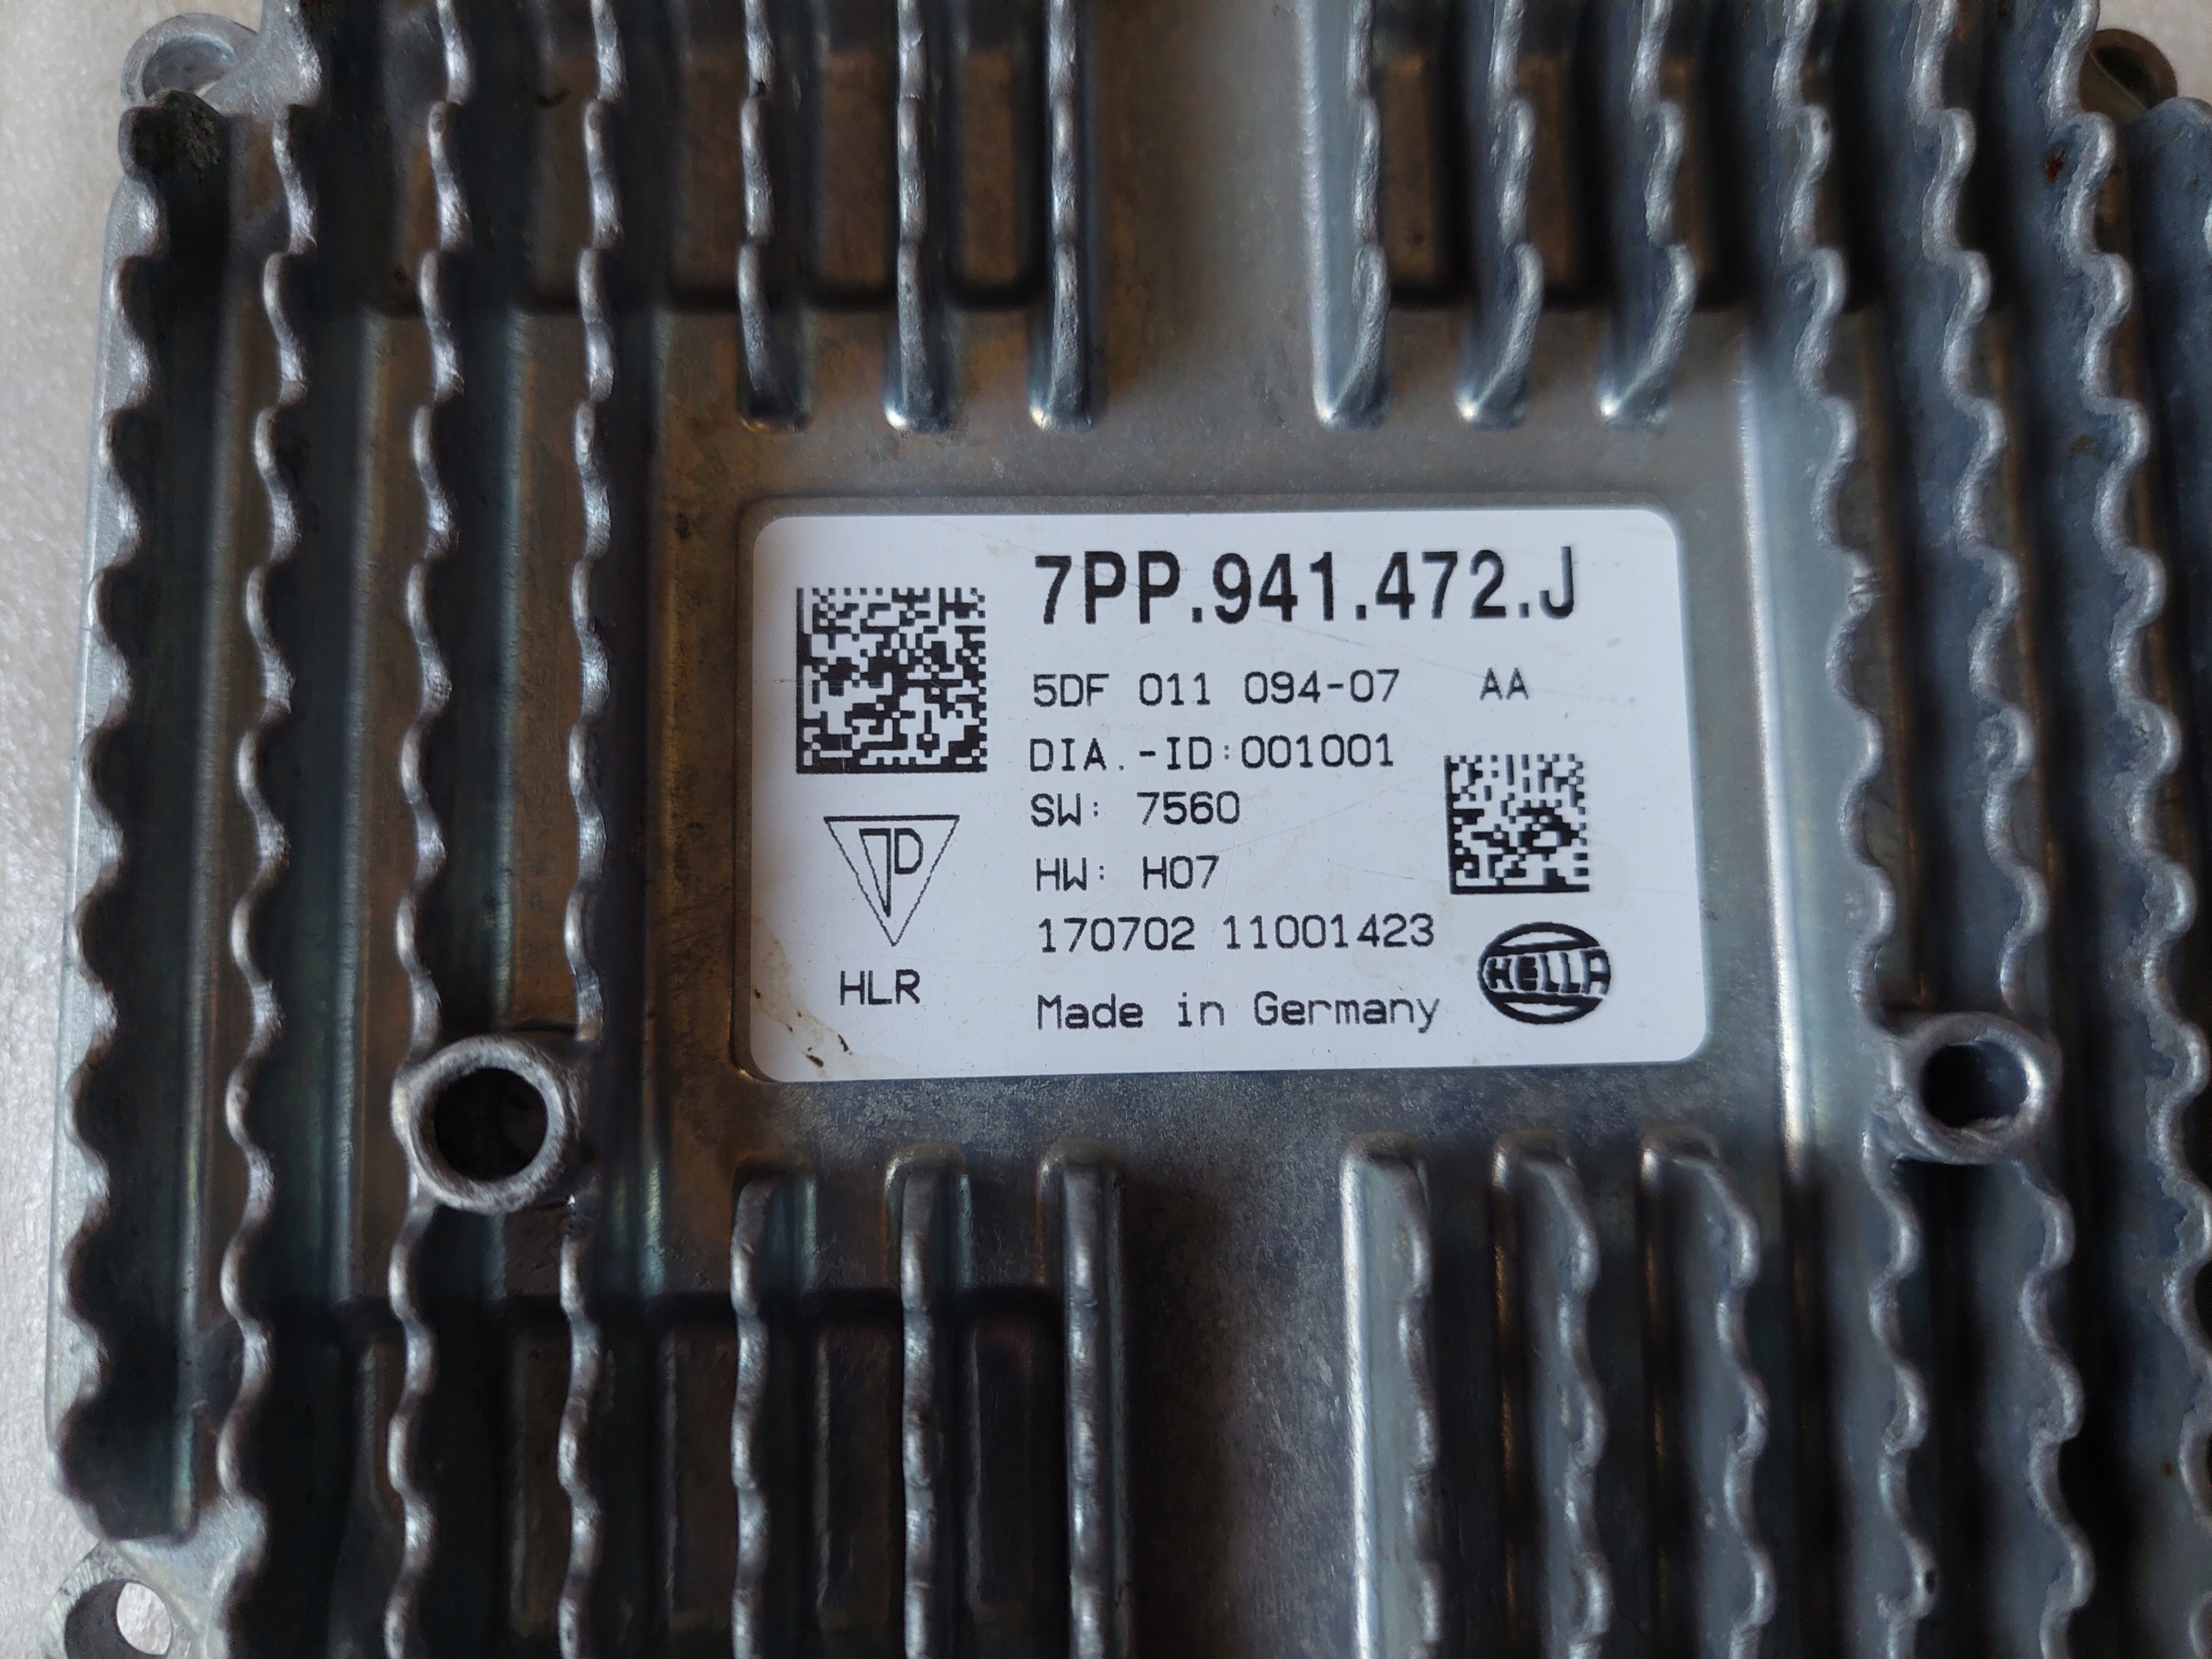 7PP.941.472.J
5DF 011 094-07 AA
DIA.-ID:001001
SW: 7560
HW: H07
170702 11001423
Made in Germany
HLR
HELLA